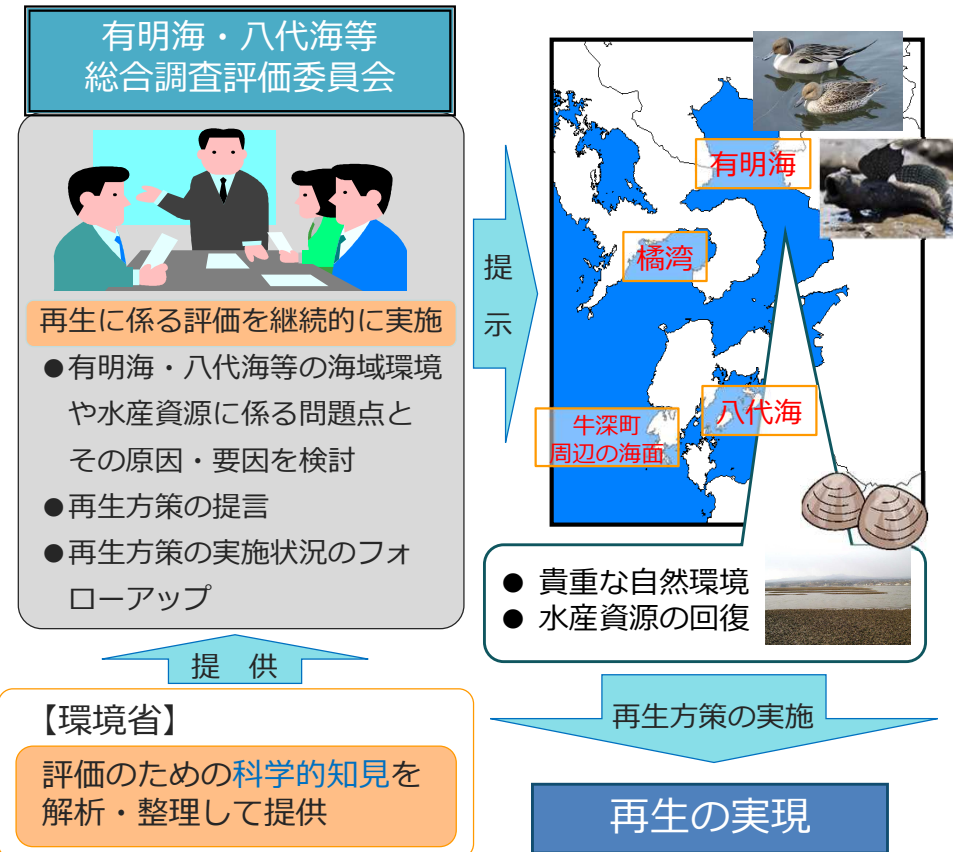 有明海・八代海等
総合調査評価委員会
再生に係る評価を継続的に実施
●有明海・八代海等の海域環境
や水産資源に係る問題点と
その原因・要因を検討
●再生方策の提言
●再生方策の実施状況のフォ
ローアップ
提 供
【環境省】
評価のための科学的知見を
解析・整理して提供
提
示
有明海
橘湾
八代海
牛深町
周辺の海面
● 貴重な自然環境
● 水産資源の回復
再生方策の実施
再生の実現